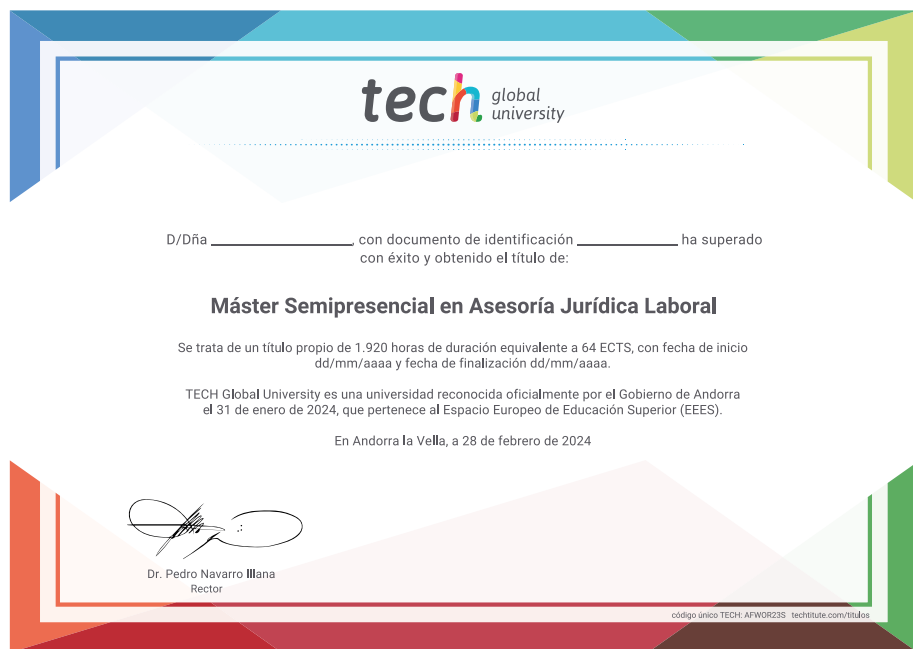 tech global
university
D/Dña ______________, con documento de identificación ____________ ha superado
con éxito y obtenido el título de:
Máster Semipresencial en Asesoría Jurídica Laboral
Se trata de un título propio de 1.920 horas de duración equivalente a 64 ECTS, con fecha de inicio
dd/mm/aaaa y fecha de finalización dd/mm/aaaa.
TECH Global University es una universidad reconocida oficialmente por el Gobierno de Andorra
el 31 de enero de 2024, que pertenece al Espacio Europeo de Educación Superior (EEES).
En Andorra la Vella, a 28 de febrero de 2024
Dr. Pedro Navarro Illana
Rector
código único TECH: AFWOR23S techtitute.com/titulos